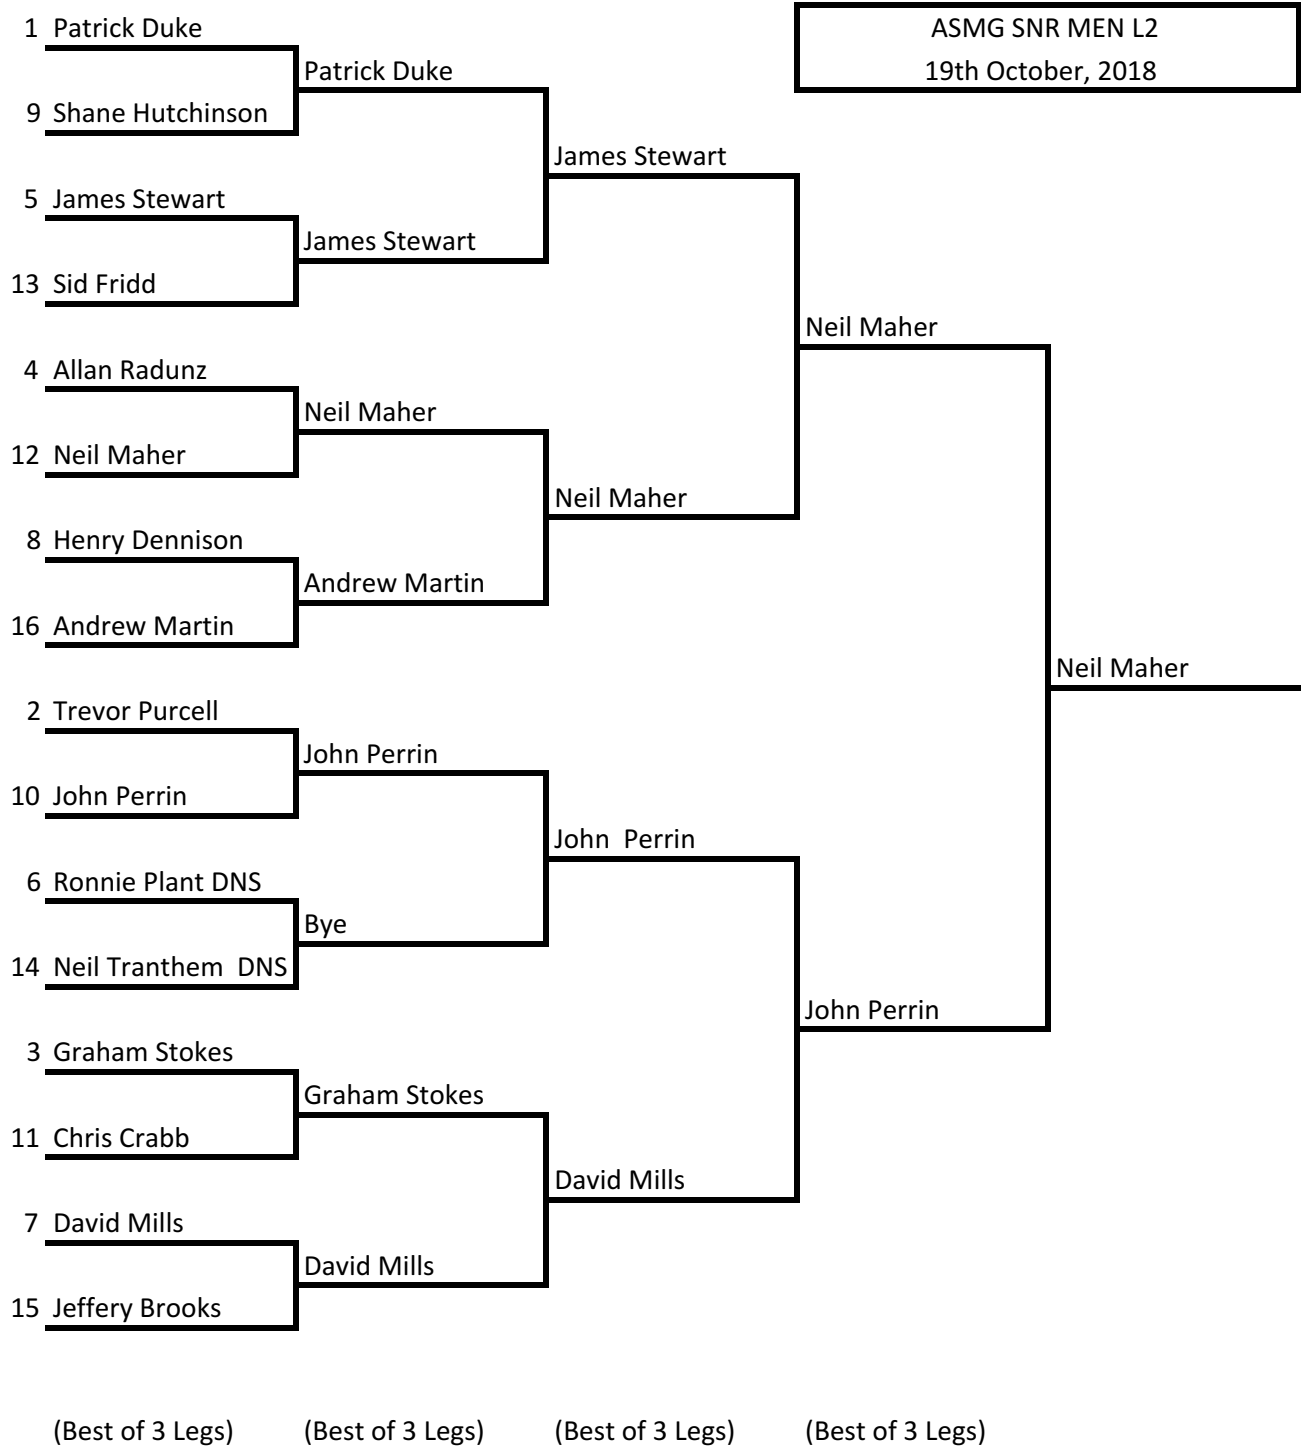 ASMG SNR MEN L2
19th October, 2018
1 Patrick Duke
Patrick Duke
9 Shane Hutchinson
James Stewart
5 James Stewart
James Stewart
13 Sid Fridd
Neil Maher
4 Allan Radunz
Neil Maher
12 Neil Maher
Neil Maher
8 Henry Dennison
Andrew Martin
16 Andrew Martin
Neil Maher
2 Trevor Purcell
John Perrin
10 John Perrin
John  Perrin
6 Ronnie Plant DNS
Bye
14 Neil Tranthem  DNS
John Perrin
3 Graham Stokes
Graham Stokes
11 Chris Crabb
David Mills
7 David Mills
David Mills
15 Jeffery Brooks
(Best of 3 Legs) (Best of 3 Legs) (Best of 3 Legs) (Best of 3 Legs)